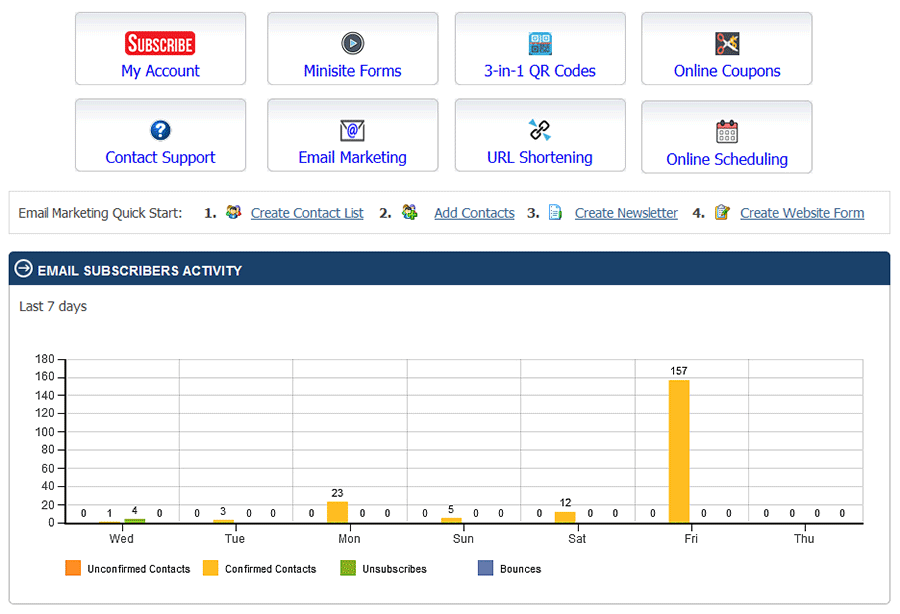 SUBSCRIBE
My Account Minisite Forms 3-in-1 QR Codes Online Coupons
Contact Support Email Marketing URL Shortening Online Scheduling
Email Marketing Quick Start: 1. Create Contact List 2. Add Contacts 3. Create Newsletter 4. Create Website Form
EMAIL SUBSCRIBERS ACTIVITY
Last 7 days
180
160
140
120
100
80
60
40
20
0
0 1 4 0 0 3 0 0 0 23 0 0 0 5 0 0 0 12 0 0 0 157 0 0 0 0 0 0
Wed Tue Mon Sun Sat Fri Thu
Unconfirmed Contacts Confirmed Contacts Unsubscribes Bounces